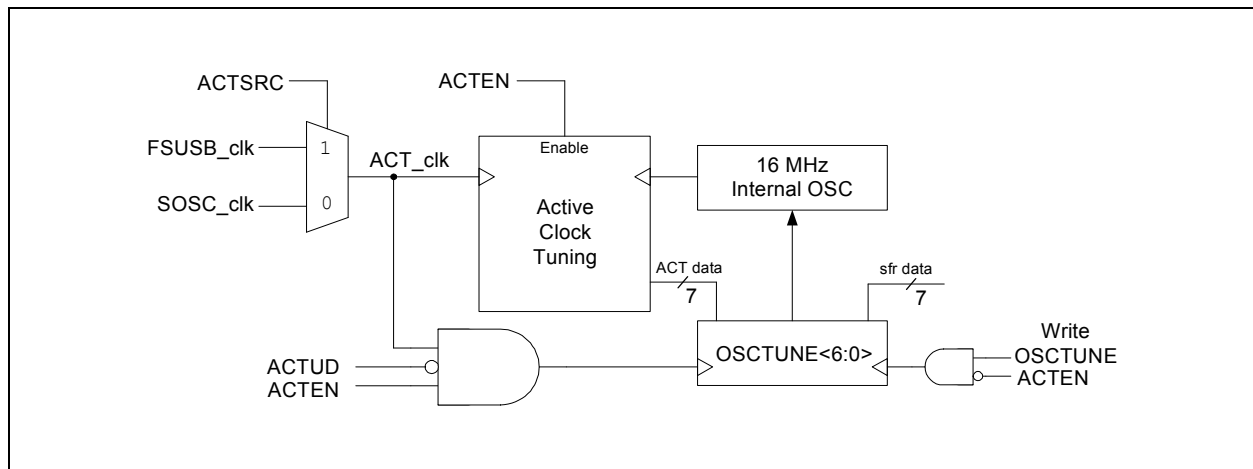 ACTSRC
ACTEN
FSUSB_clk
1
ACT_clk
Enable
16 MHz
Internal OSC
SOSC_clk
0
Active
Clock
Tuning
ACT data
7
sfr data
7
Write
OSCTUNE<6:0>
OSCTUNE
ACTEN
ACTUD
ACTEN